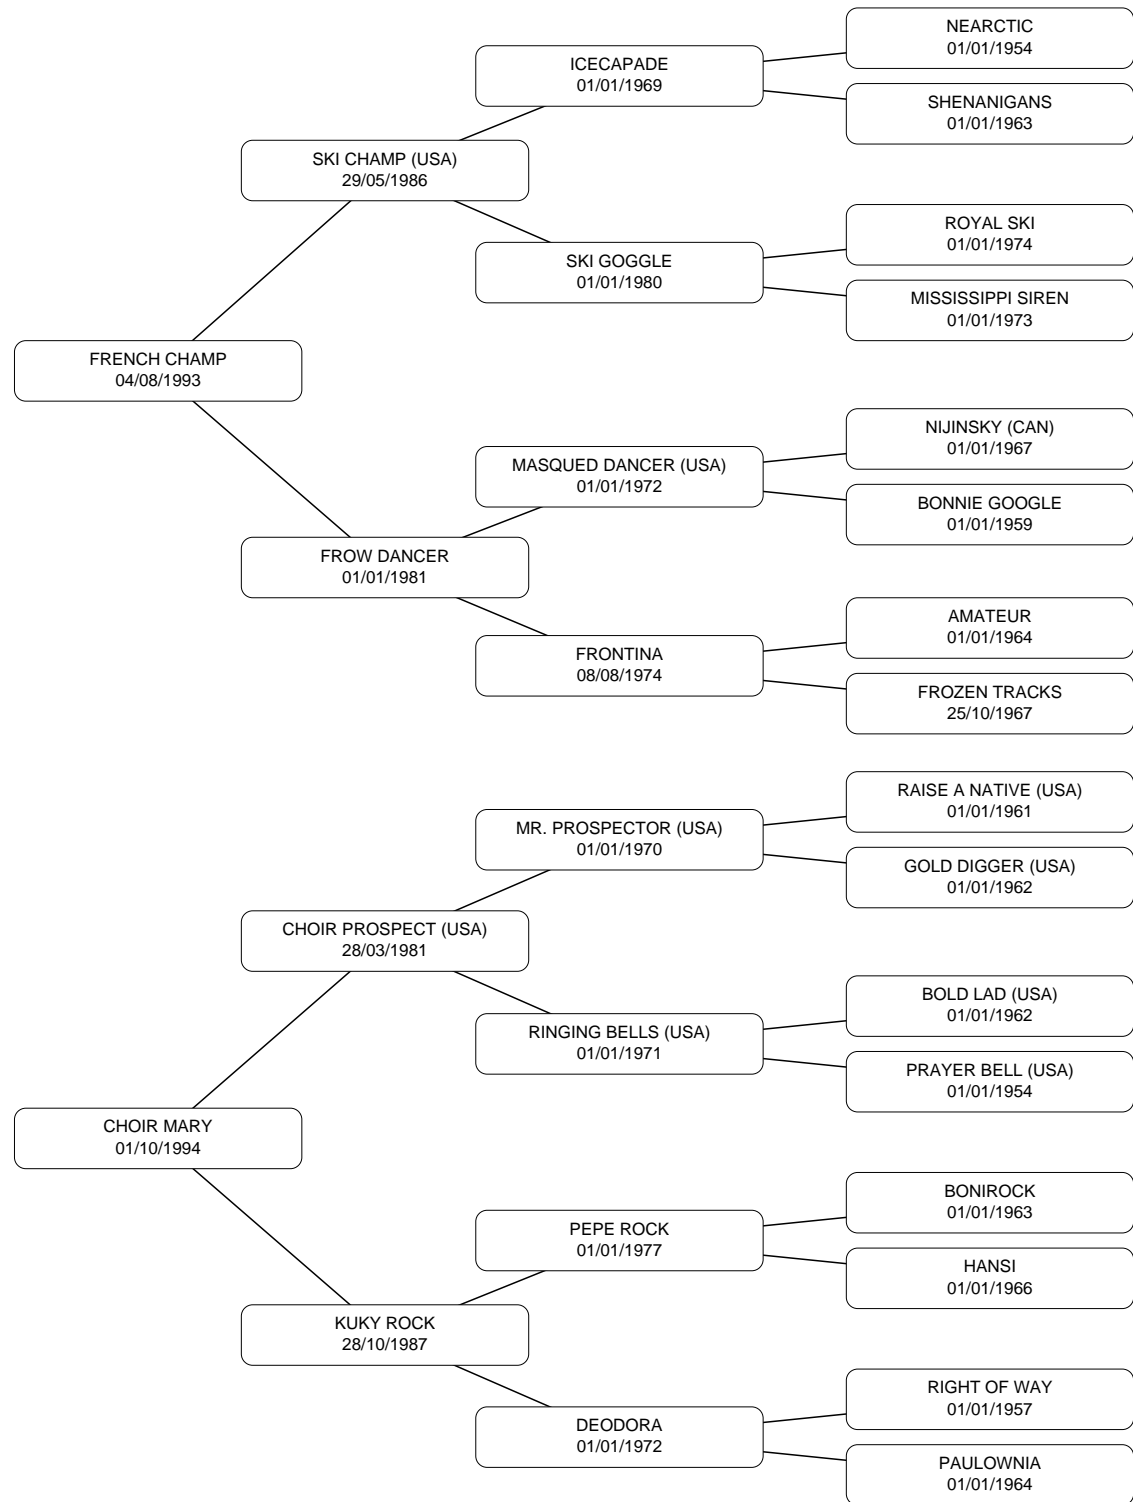 NEARCTIC
01/01/1954
ICECAPADE
01/01/1969
SHENANIGANS
01/01/1963
SKI CHAMP (USA)
29/05/1986
ROYAL SKI
01/01/1974
SKI GOGGLE
01/01/1980
MISSISSIPPI SIREN
01/01/1973
FRENCH CHAMP
04/08/1993
NIJINSKY (CAN)
01/01/1967
MASQUED DANCER (USA)
01/01/1972
BONNIE GOOGLE
01/01/1959
FROW DANCER
01/01/1981
AMATEUR
01/01/1964
FRONTINA
08/08/1974
FROZEN TRACKS
25/10/1967
RAISE A NATIVE (USA)
01/01/1961
MR. PROSPECTOR (USA)
01/01/1970
GOLD DIGGER (USA)
01/01/1962
CHOIR PROSPECT (USA)
28/03/1981
BOLD LAD (USA)
01/01/1962
RINGING BELLS (USA)
01/01/1971
PRAYER BELL (USA)
01/01/1954
CHOIR MARY
01/10/1994
BONIROCK
01/01/1963
PEPE ROCK
01/01/1977
HANSI
01/01/1966
KUKY ROCK
28/10/1987
RIGHT OF WAY
01/01/1957
DEODORA
01/01/1972
PAULOWNIA
01/01/1964